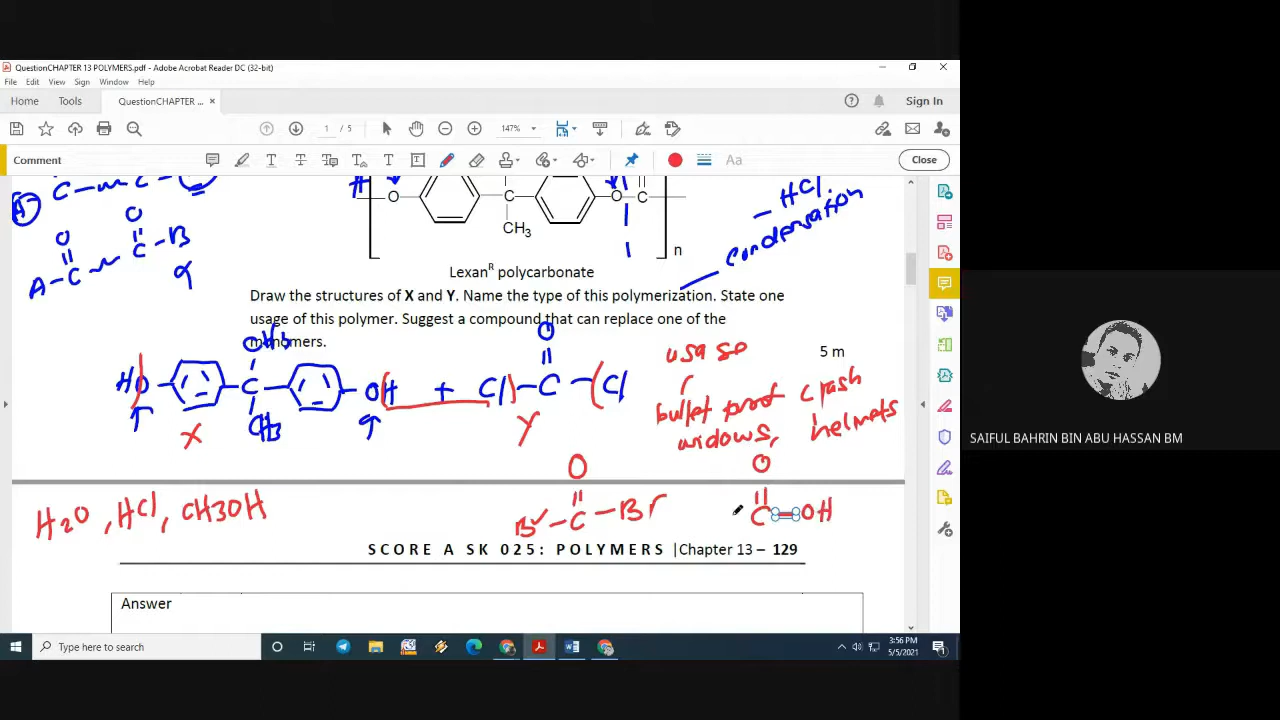 QuestionCHAPTER 13 POLYMERS.pdf - Adobe Acrobat Reader DC (32-bit)
File Edit View Sign Window Help
Home Tools QuestionCHAPTER ... × Sign In
1 / 5 147%
Comment Aa Close
H
O C O C
CH3 n
A
C C
O
O C B
A C
- HCl.
condensation
Lexan^R polycarbonate
Draw the structures of X and Y. Name the type of this polymerization. State one
usage of this polymer. Suggest a compound that can replace one of the
monomers.
5 m
CH3 O
HO C OH + Cl C Cl
CH3
X Y
bullet proof crash
helmets
O O
H2O, HCl, CH3OH Br C Br C OH
SCORE A SK 025: POLYMERS |Chapter 13 – 129
Answer
SAIFUL BAHRIN BIN ABU HASSAN BM
Type here to search
3:56 PM
5/5/2021